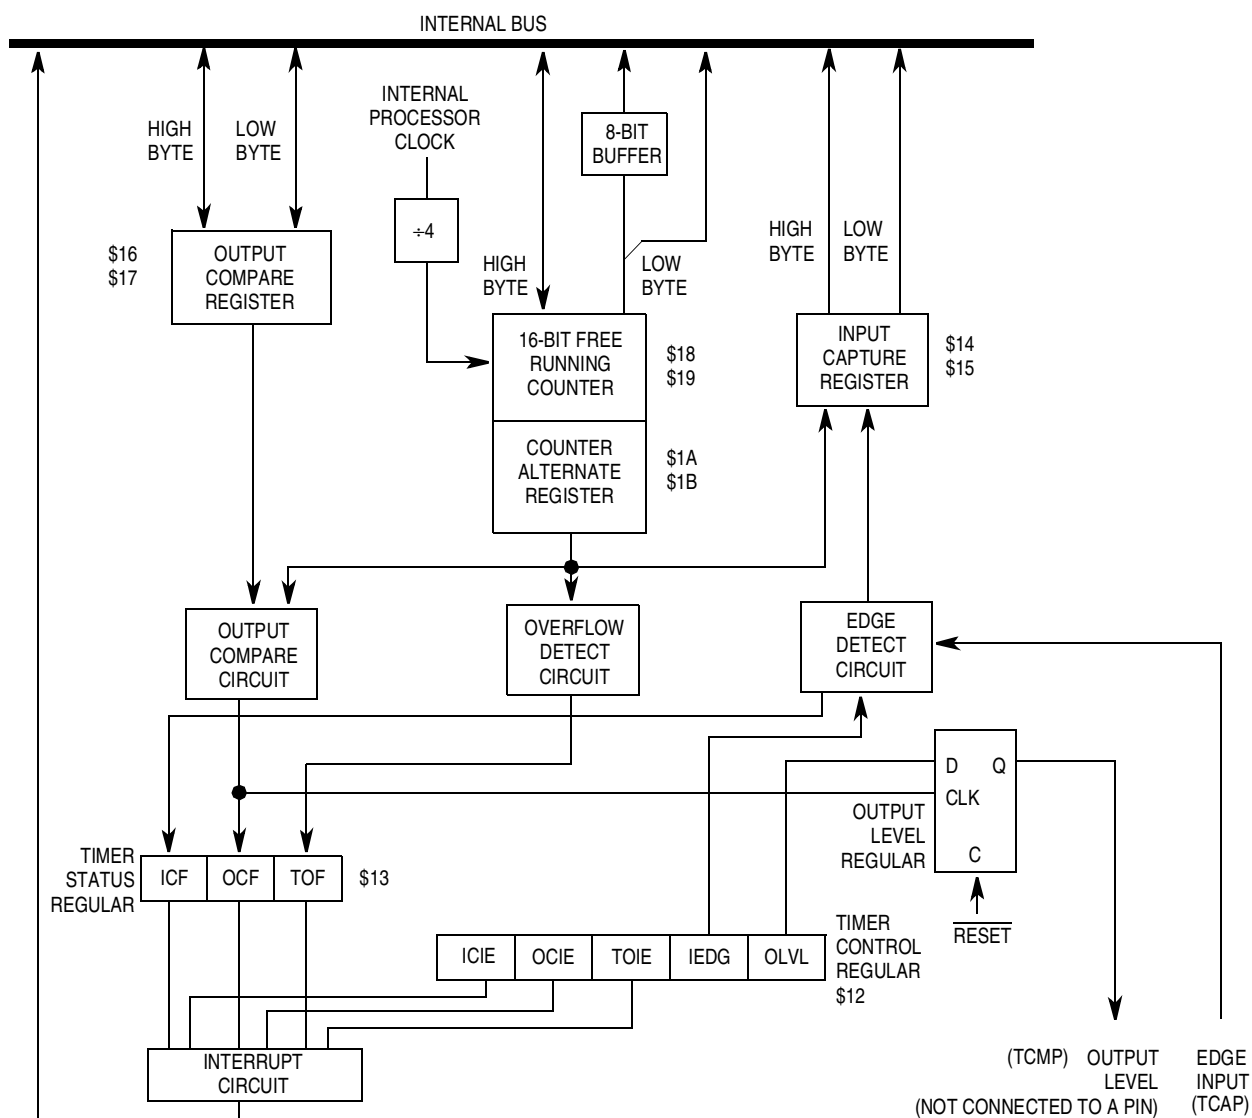 INTERNAL BUS
HIGH
BYTE
LOW
BYTE
INTERNAL
PROCESSOR
CLOCK
8-BIT
BUFFER
÷4
HIGH
BYTE
LOW
BYTE
HIGH
BYTE
LOW
BYTE
$16
$17
OUTPUT
COMPARE
REGISTER
16-BIT FREE
RUNNING
COUNTER
$18
$19
INPUT
CAPTURE
REGISTER
$14
$15
COUNTER
ALTERNATE
REGISTER
$1A
$1B
OUTPUT
COMPARE
CIRCUIT
OVERFLOW
DETECT
CIRCUIT
EDGE
DETECT
CIRCUIT
D Q
CLK
C
OUTPUT
LEVEL
REGULAR
RESET
TIMER
STATUS
REGULAR
ICF OCF TOF
$13
ICIE OCIE TOIE IEDG OLVL
TIMER
CONTROL
REGULAR
$12
INTERRUPT
CIRCUIT
(TCMP) OUTPUT
LEVEL
(NOT CONNECTED TO A PIN)
EDGE
INPUT
(TCAP)